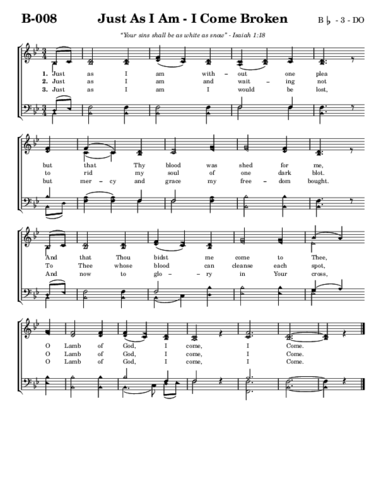 B-008 Just As I Am - I Come Broken B♭ - 3 - DO
"Your sins shall be as white as snow" - Isaiah 1:18
1. Just as I am with - out one plea
2. Just as I am and wait - ing not
3. Just as I am I would be lost,
but that Thy blood was shed for me,
to rid my soul of one dark blot.
but mer - cy and grace my free - dom bought.
And that Thou bidst me come to Thee,
To Thee whose blood can cleanse each spot,
And now to glo - ry in Your cross,
O Lamb of God, I come, I Come.
O Lamb of God, I come, I Come.
O Lamb of God, I come, I Come.